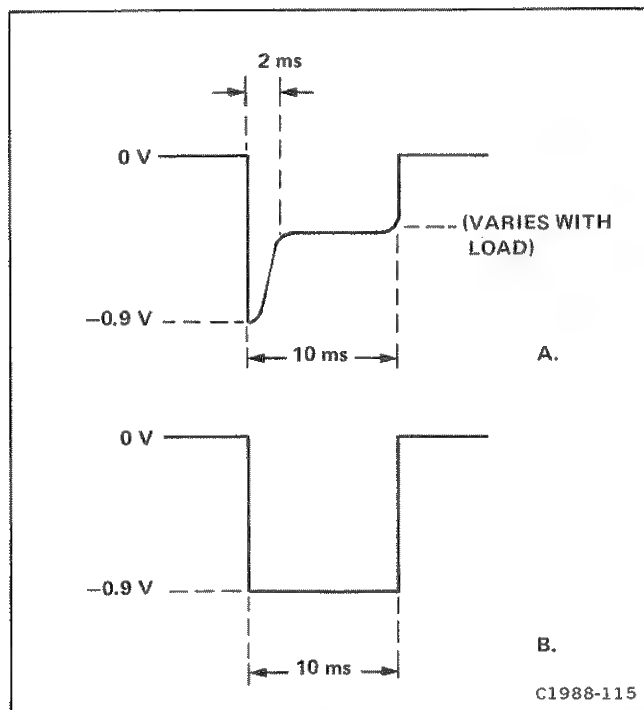 2 ms
0 V
(VARIES WITH
LOAD)
−0.9 V
10 ms
A.
0 V
−0.9 V
10 ms
B.
C1988-115